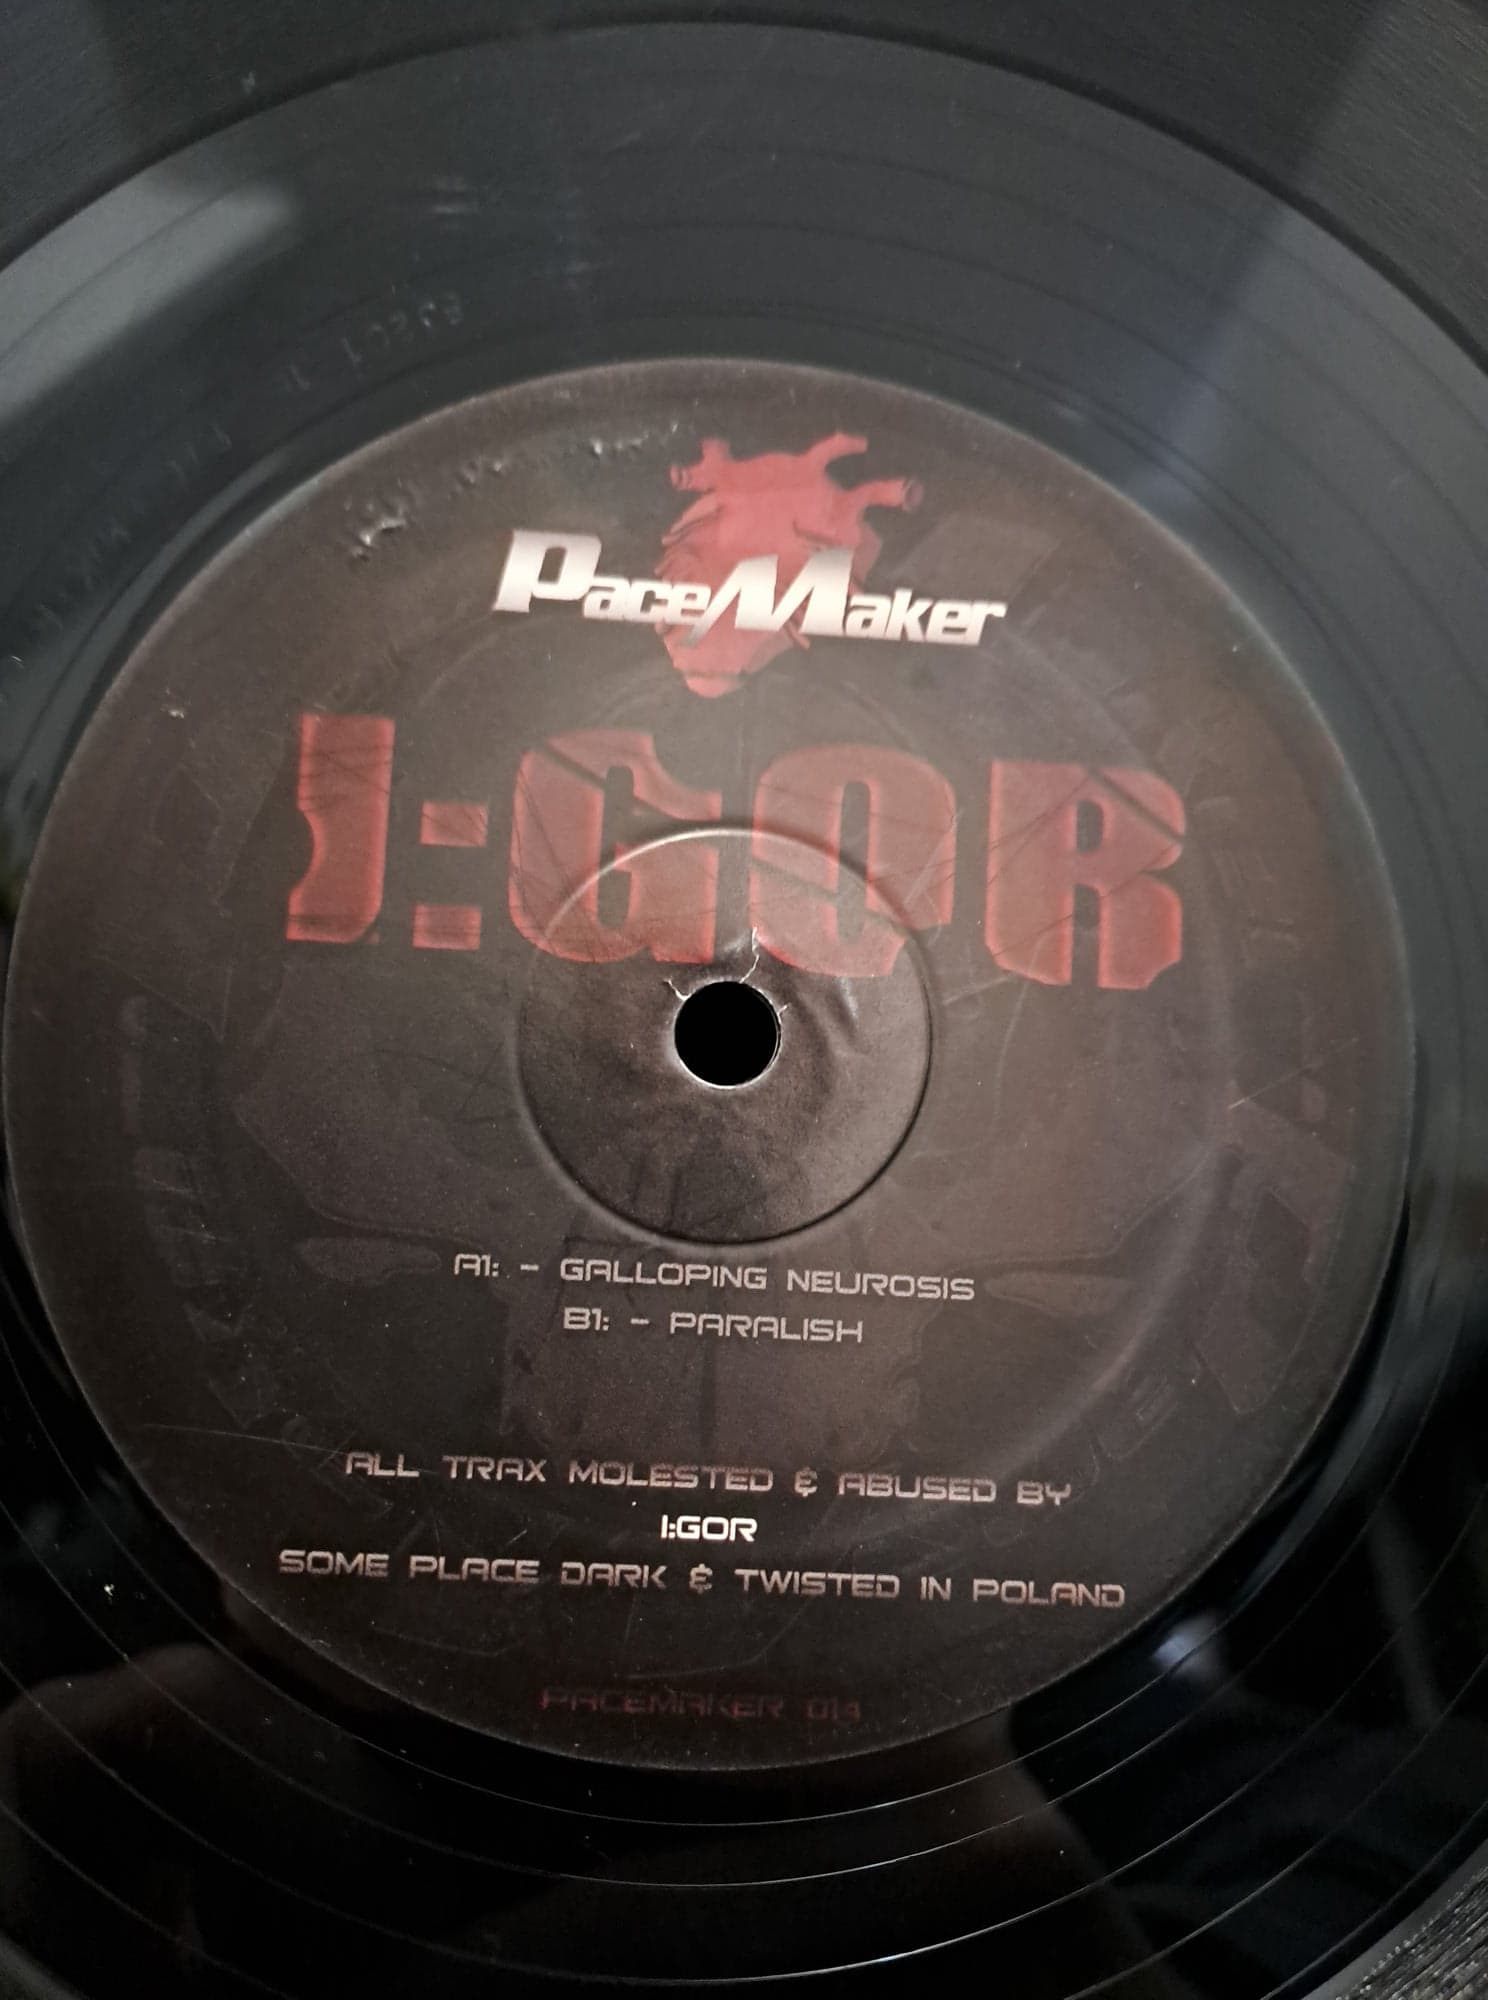 PaceMaker
I:GOR
A1: - GALLOPING NEUROSIS
B1: - PARALISH
ALL TRAX MOLESTED & ABUSED BY
I:GOR
SOME PLACE DARK & TWISTED IN POLAND
PACEMAKER